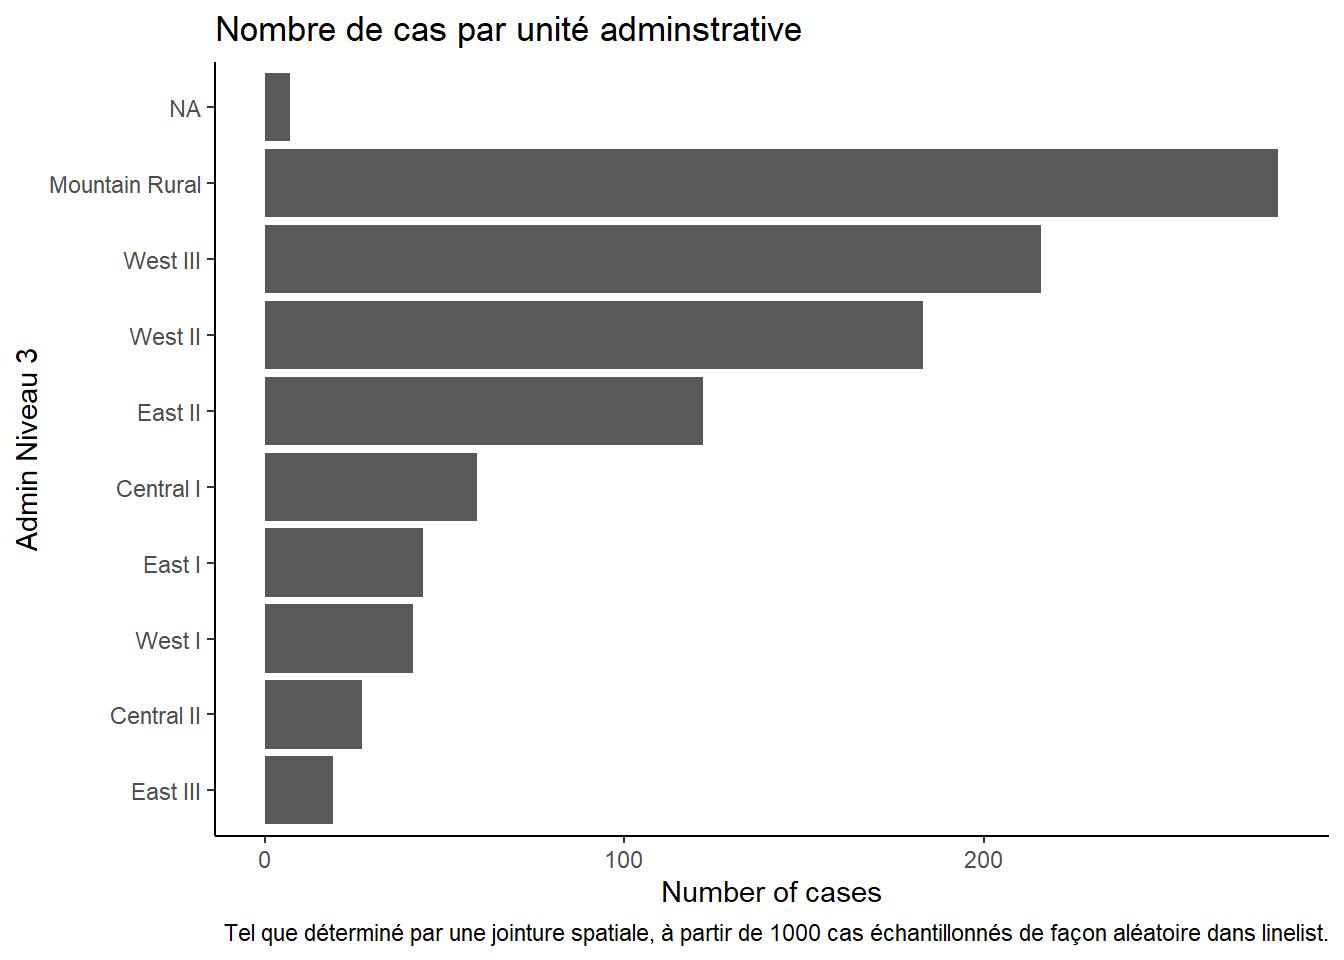 Nombre de cas par unité adminstrative
NA
Mountain Rural
West III
West II
East II
Central I
East I
West I
Central II
East III
Admin Niveau 3
0 100 200
Number of cases
Tel que déterminé par une jointure spatiale, à partir de 1000 cas échantillonnés de façon aléatoire dans linelist.